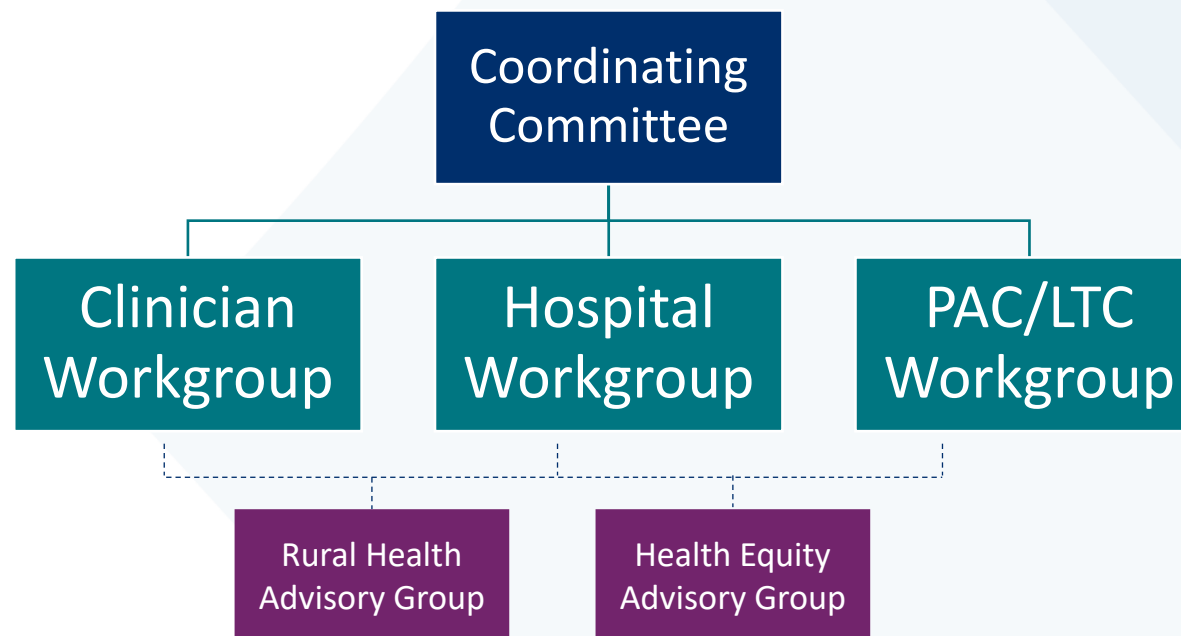 Coordinating
Committee
Clinician
Workgroup
Hospital
Workgroup
PAC/LTC
Workgroup
Rural Health
Advisory Group
Health Equity
Advisory Group